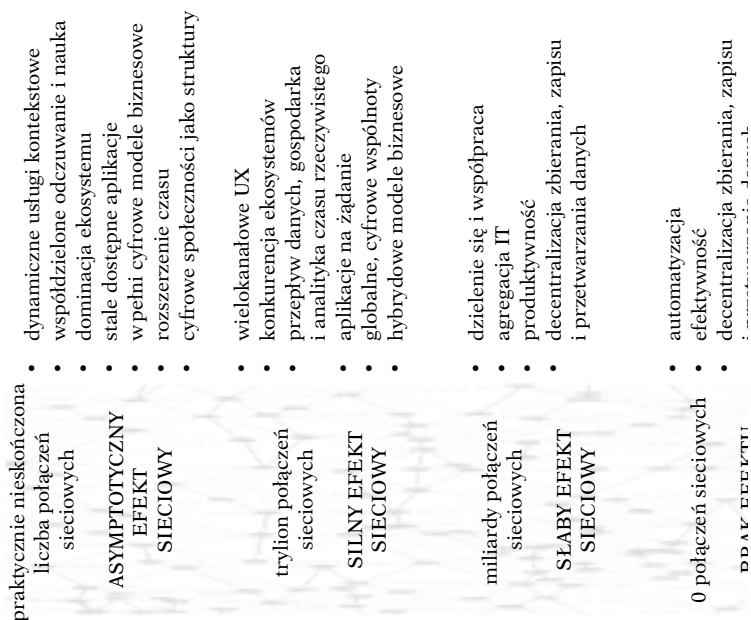 praktycznie nieskończona
liczba połączeń
sieciowych
ASYMPTOTYCZNY
EFEKT
SIECIOWY
• dynamiczne usługi kontekstowe
• współdzielone odczuwanie i nauka
• dominacja ekosystemu
• stale dostępne aplikacje
• w pełni cyfrowe modele biznesowe
• rozszerzenie czasu
• cyfrowe społeczności jako struktury
trylion połączeń
sieciowych
SILNY EFEKT
SIECIOWY
• wielokanałowe UX
• konkurencja ekosystemów
• przepływ danych, gospodarka
i analityka czasu rzeczywistego
• aplikacje na żądanie
• globalne, cyfrowe wspólnoty
• hybrydowe modele biznesowe
miliardy połączeń
sieciowych
SŁABY EFEKT
SIECIOWY
• dzielenie się i współpraca
• agregacja IT
• produktywność
• decentralizacja zbierania, zapisu
i przetwarzania danych
0 połączeń sieciowych
BRAK EFEKTU
• automatyzacja
• efektywność
• decentralizacja zbierania, zapisu